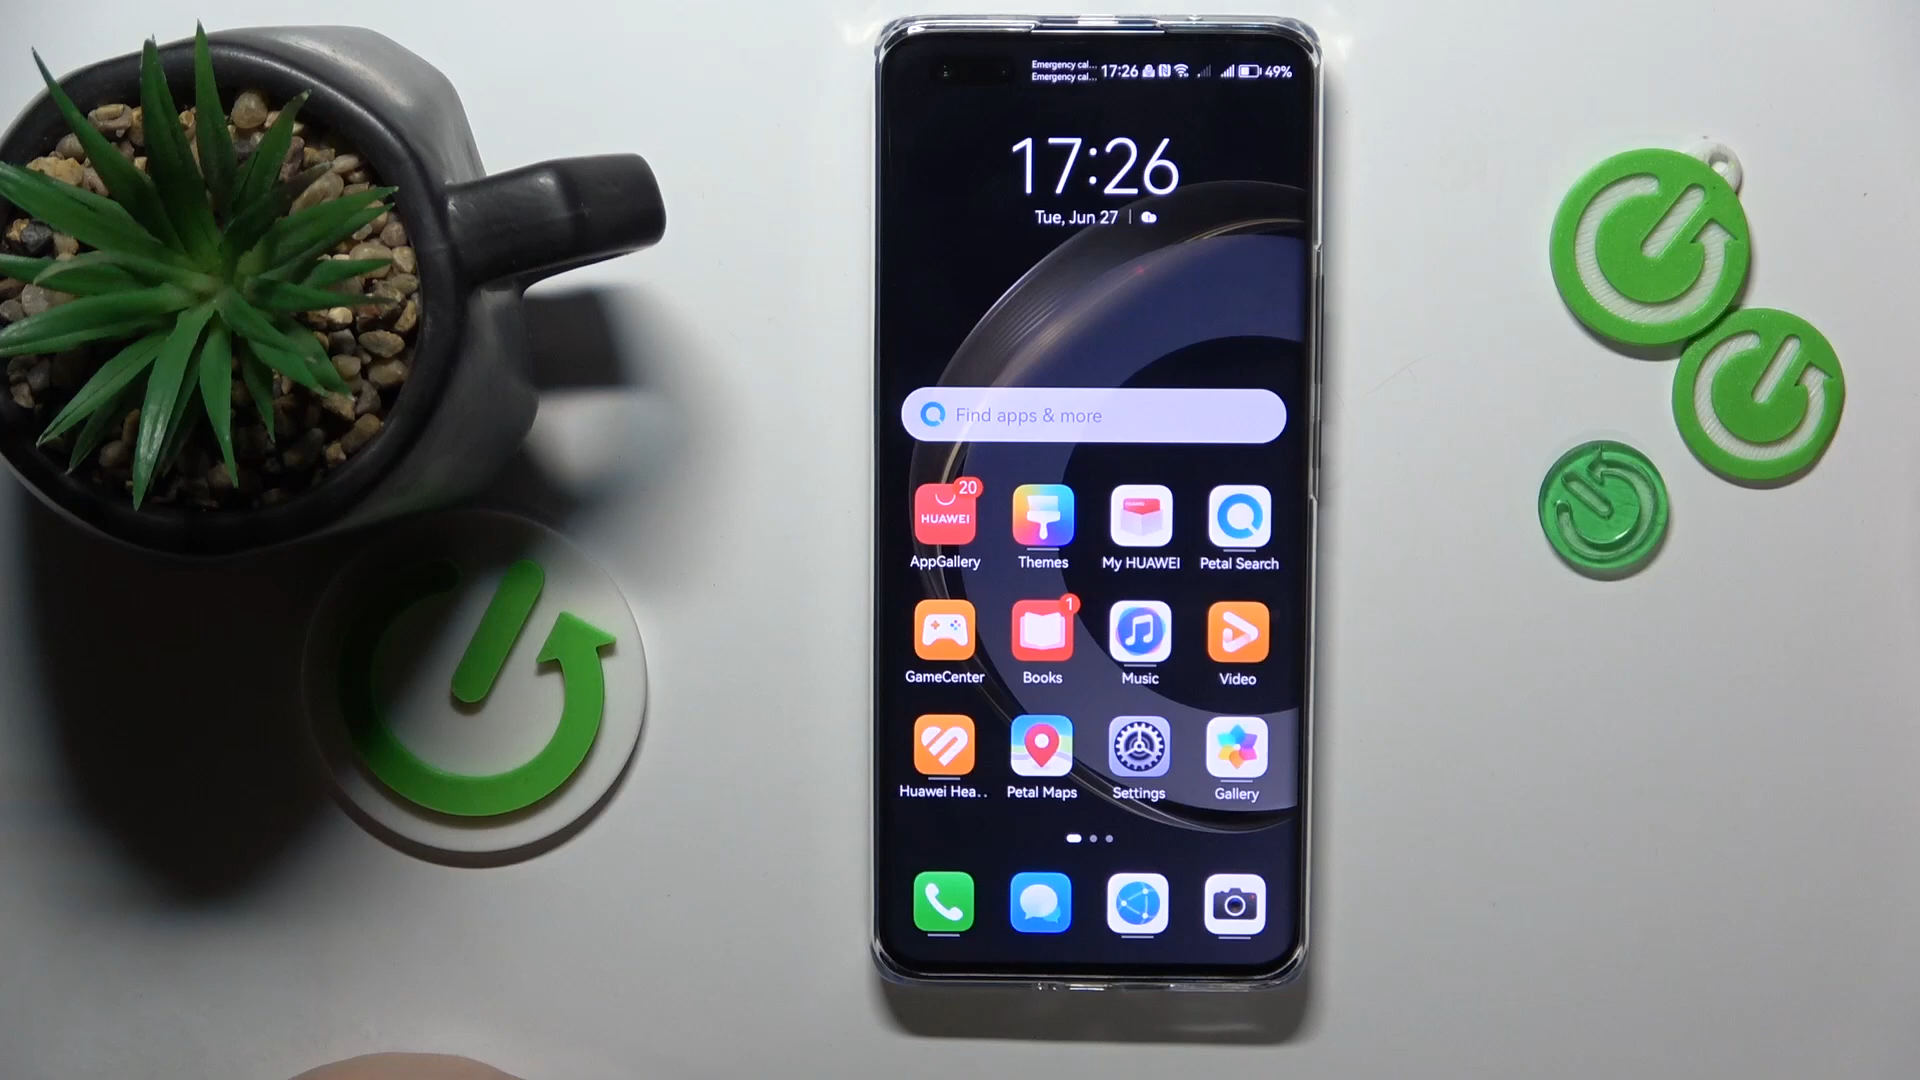 Emergency cal...
Emergency cal...
17:26
49%
17:26
Tue, Jun 27
Find apps & more
20
HUAWEI
AppGallery
Themes
My HUAWEI
Petal Search
GameCenter
1
Books
Music
Video
Huawei Hea..
Petal Maps
Settings
Gallery